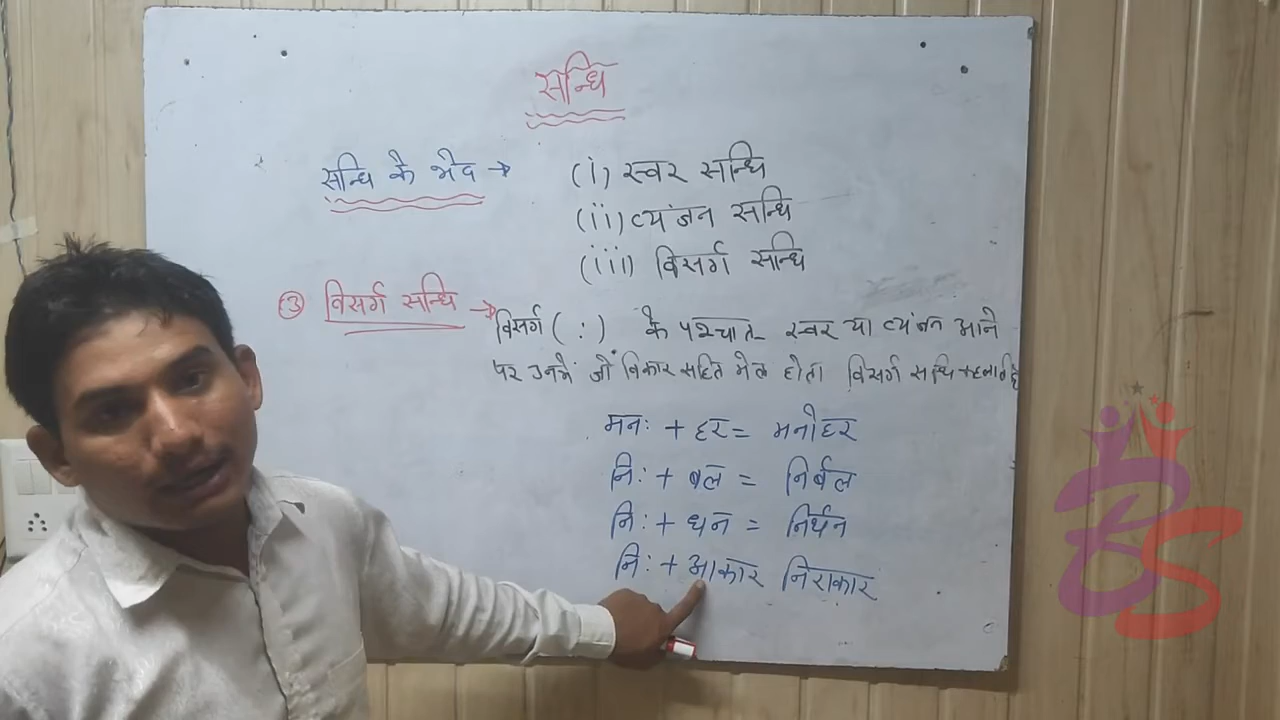 सन्धि
सन्धि के भेद → (i) स्वर सन्धि
(ii) व्यंजन सन्धि
(iii) विसर्ग सन्धि
③ विसर्ग सन्धि → विसर्ग ( : ) के पश्चात् स्वर या व्यंजन आने
पर उनमें जो विकार सहित मेल होता विसर्ग सन्धि कहलाती है
मनः + हर = मनोहर
निः + बल = निर्बल
निः + धन = निर्धन
निः + आकार निराकार
BS